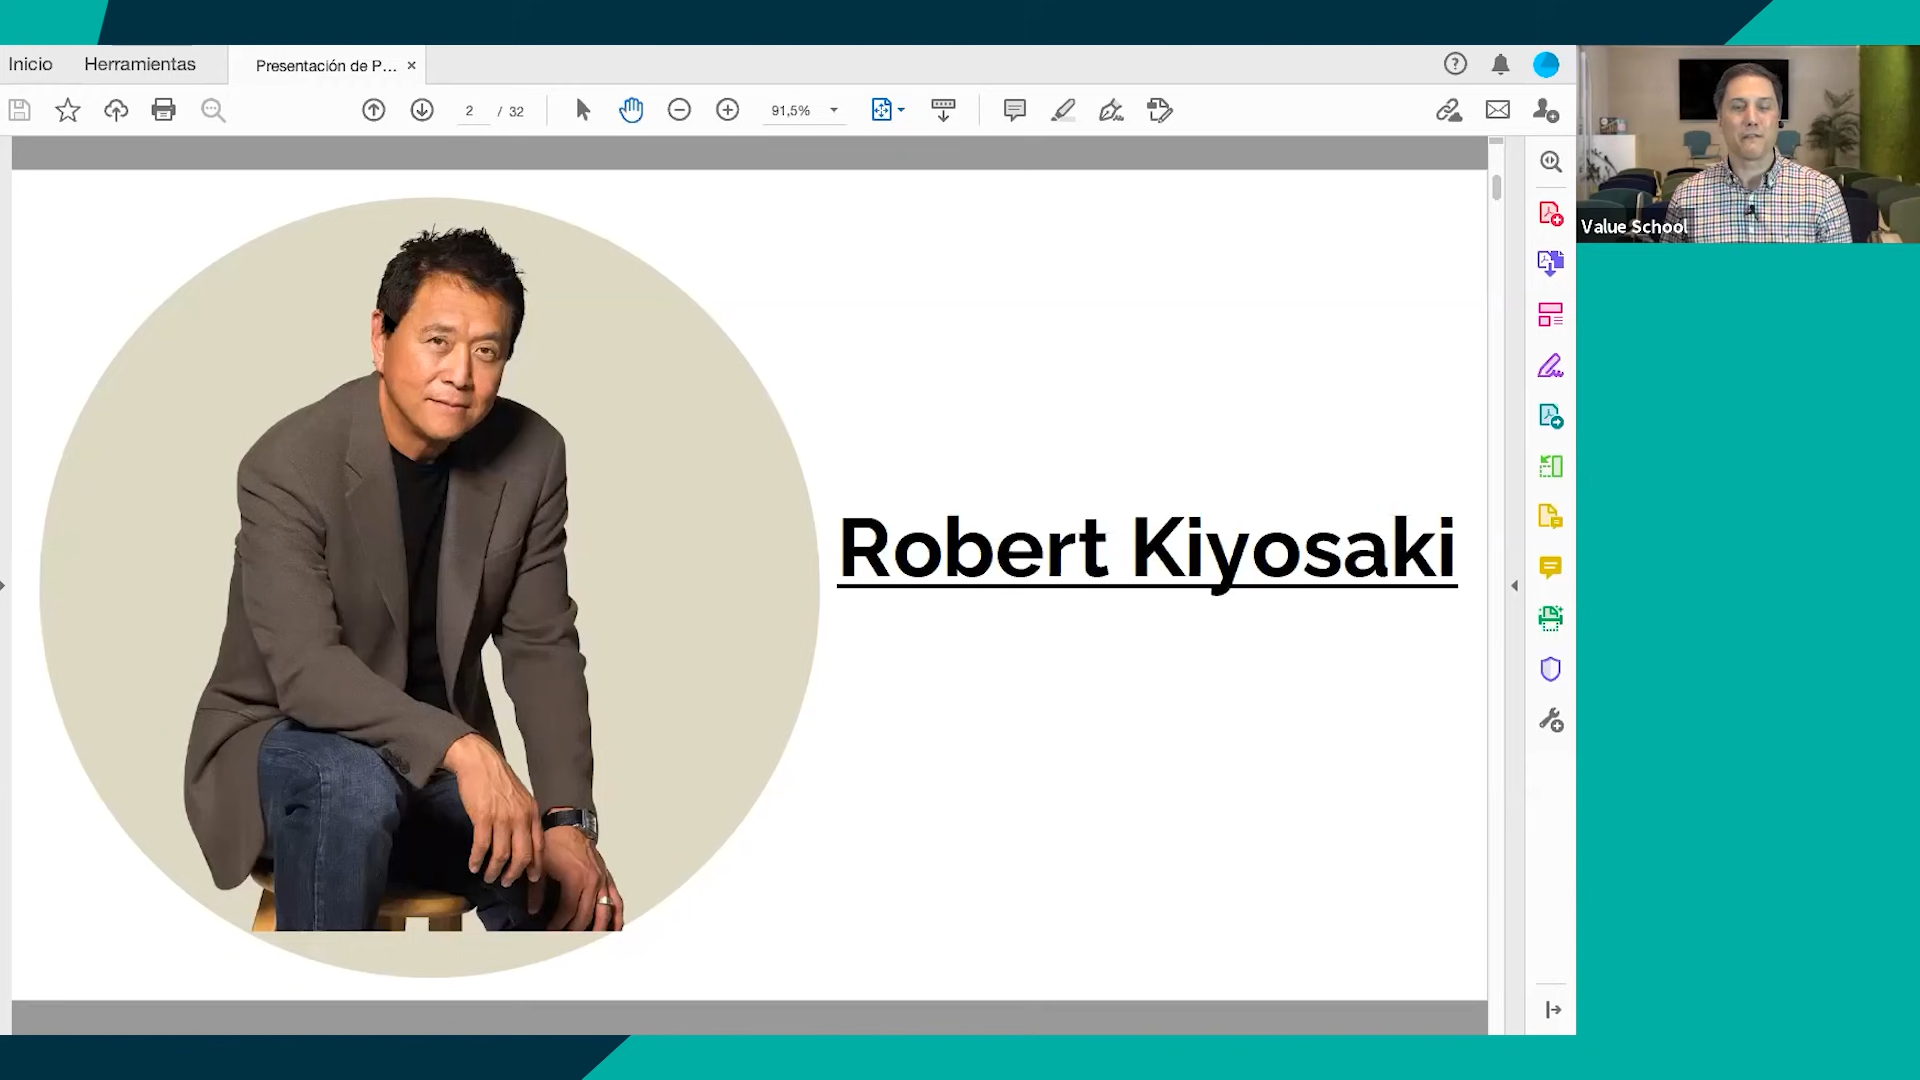 Inicio
Herramientas
Presentación de P... ×
2 / 32
91,5%
Value School
Robert Kiyosaki